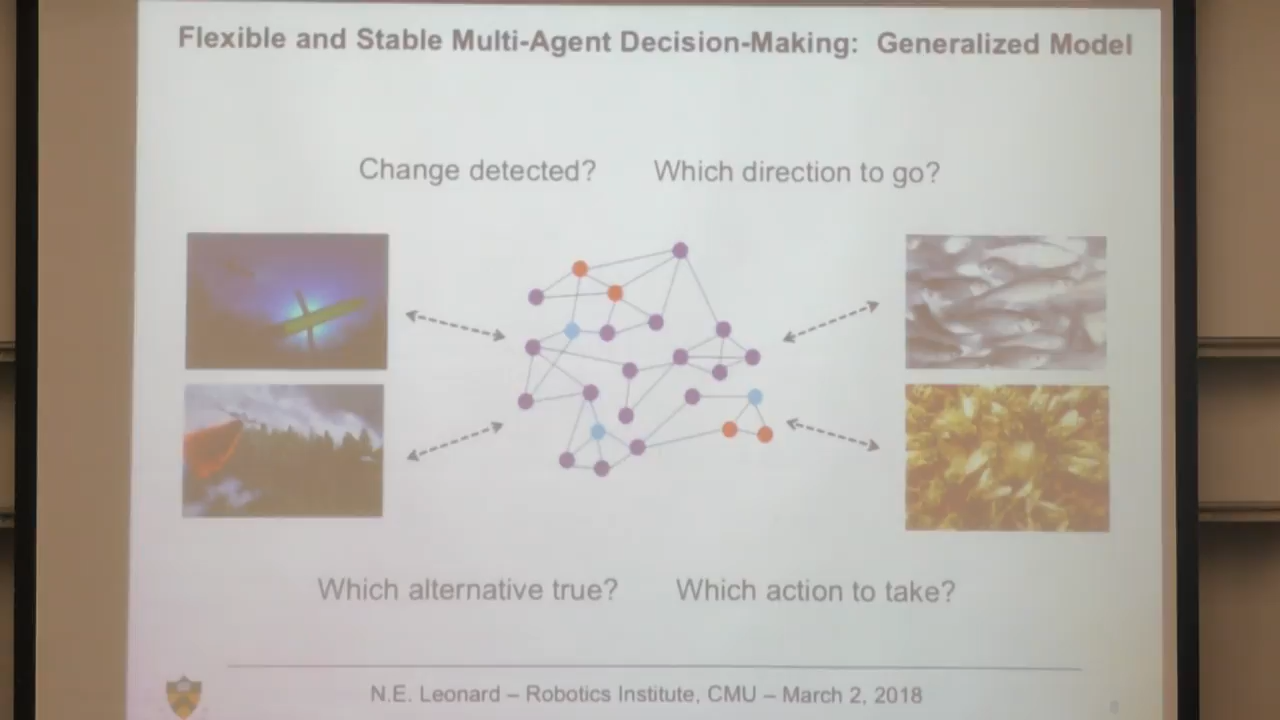 Flexible and Stable Multi-Agent Decision-Making: Generalized Model
Change detected? Which direction to go?
Which alternative true? Which action to take?
N.E. Leonard – Robotics Institute, CMU – March 2, 2018